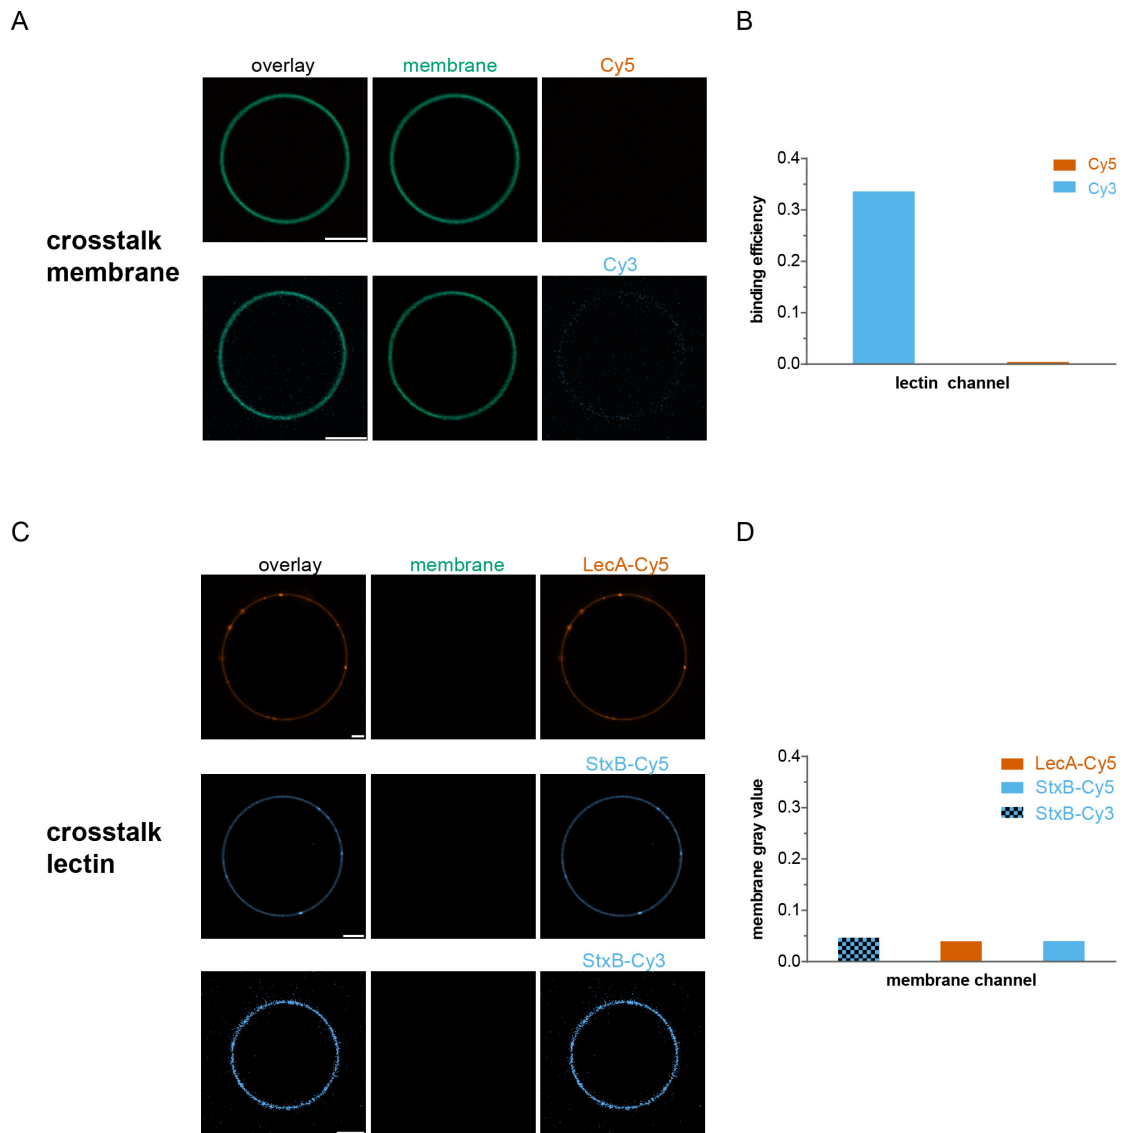 A
overlay
membrane
Cy5
crosstalk
membrane
Cy3
B
0.4
0.3
0.2
0.1
0.0
binding efficiency
lectin channel
Cy5
Cy3
C
overlay
membrane
LecA-Cy5
StxB-Cy5
crosstalk
lectin
StxB-Cy3
D
0.4
0.3
0.2
0.1
0.0
membrane gray value
membrane channel
LecA-Cy5
StxB-Cy5
StxB-Cy3